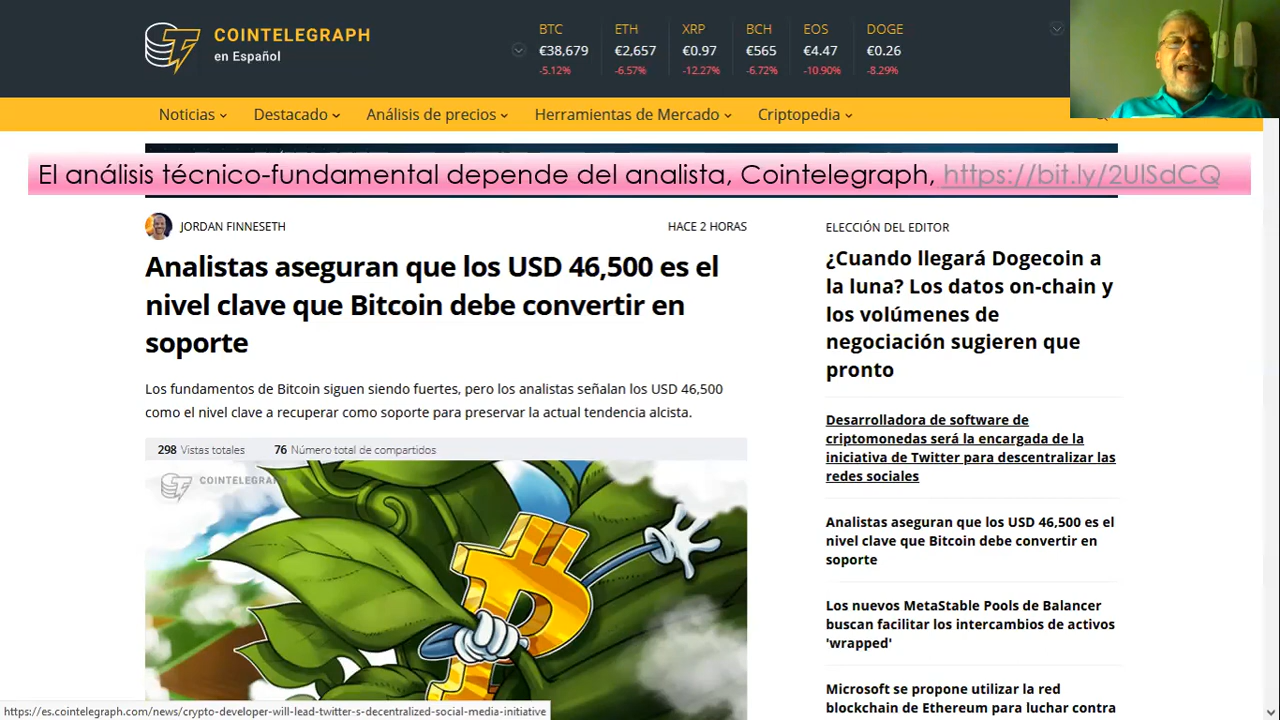 COINTELEGRAPH
en Español
BTC
€38,679
-5.12%
ETH
€2,657
-6.57%
XRP
€0.97
-12.27%
BCH
€565
-6.72%
EOS
€4.47
-10.90%
DOGE
€0.26
-8.29%
Noticias
Destacado
Análisis de precios
Herramientas de Mercado
Criptopedia
El análisis técnico-fundamental depende del analista, Cointelegraph, https://bit.ly/2UlSdCQ
JORDAN FINNESETH
HACE 2 HORAS
Analistas aseguran que los USD 46,500 es el
nivel clave que Bitcoin debe convertir en
soporte
Los fundamentos de Bitcoin siguen siendo fuertes, pero los analistas señalan los USD 46,500
como el nivel clave a recuperar como soporte para preservar la actual tendencia alcista.
298 Vistas totales
76 Número total de compartidos
COINTELEGRAPH
ELECCIÓN DEL EDITOR
¿Cuando llegará Dogecoin a
la luna? Los datos on-chain y
los volúmenes de
negociación sugieren que
pronto
Desarrolladora de software de
criptomonedas será la encargada de la
iniciativa de Twitter para descentralizar las
redes sociales
Analistas aseguran que los USD 46,500 es el
nivel clave que Bitcoin debe convertir en
soporte
Los nuevos MetaStable Pools de Balancer
buscan facilitar los intercambios de activos
'wrapped'
Microsoft se propone utilizar la red
blockchain de Ethereum para luchar contra
https://es.cointelegraph.com/news/crypto-developer-will-lead-twitter-s-decentralized-social-media-initiative